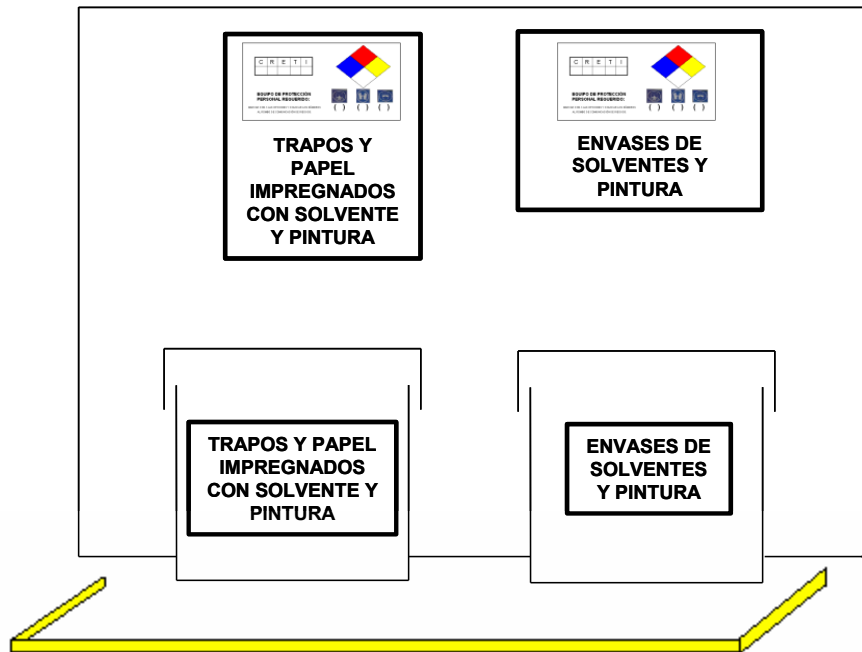 C R E T I
EQUIPO DE PROTECCIÓN
PERSONAL REQUERIDO:
( ) ( ) ( )
TRAPOS Y
PAPEL
IMPREGNADOS
CON SOLVENTE
Y PINTURA
C R E T I
EQUIPO DE PROTECCIÓN
PERSONAL REQUERIDO:
( ) ( ) ( )
ENVASES DE
SOLVENTES Y
PINTURA
TRAPOS Y PAPEL
IMPREGNADOS
CON SOLVENTE Y
PINTURA
ENVASES DE
SOLVENTES
Y PINTURA